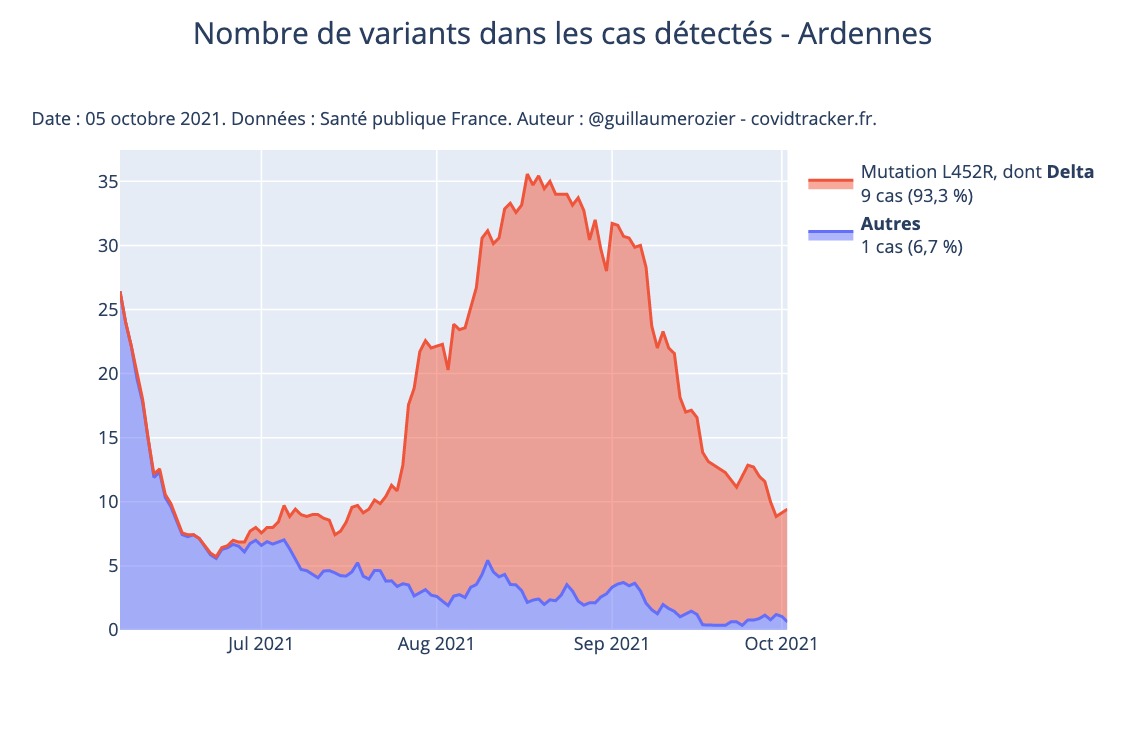 Nombre de variants dans les cas détectés - Ardennes
Date : 05 octobre 2021. Données : Santé publique France. Auteur : @guillaumerozier - covidtracker.fr.
Mutation L452R, dont Delta
9 cas (93,3 %)
Autres
1 cas (6,7 %)
35
30
25
20
15
10
5
0
Jul 2021 Aug 2021 Sep 2021 Oct 2021